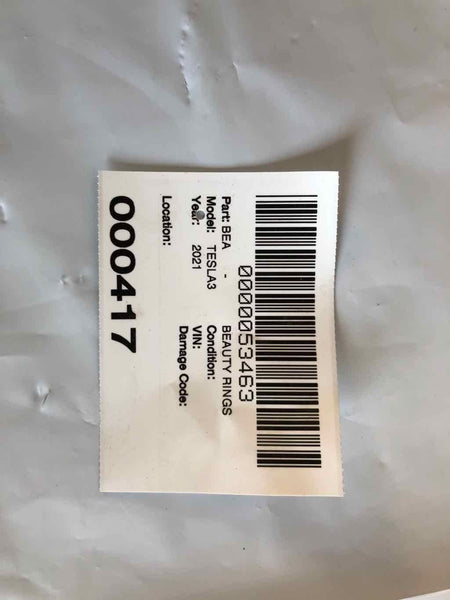 0000053463
Part: BEA - BEAUTY RINGS
Model: TESLA3 Condition:
Year: 2021 VIN:
Damage Code:
Location:
000417